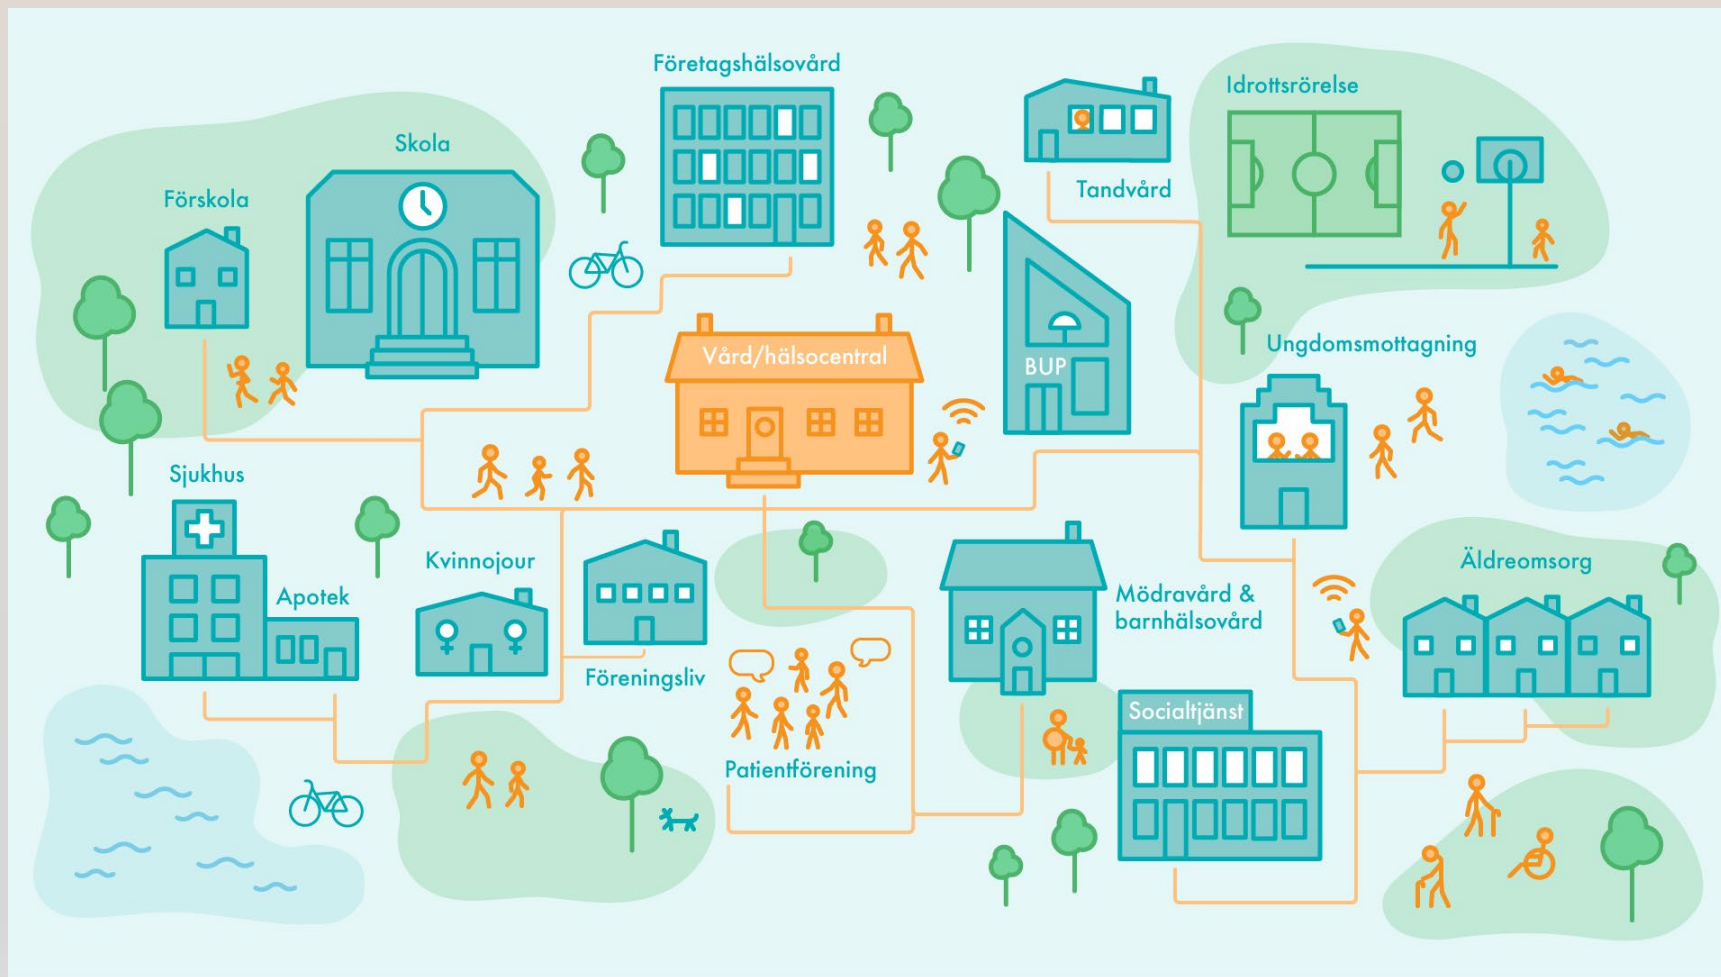 Företagshälsovård
Idrottsrörelse
Skola
Tandvård
Förskola
Ungdomsmottagning
Vård/hälsocentral
BUP
Sjukhus
Kvinnojour
Äldreomsorg
Apotek
Mödravård &
barnhälsovård
Föreningsliv
Socialtjänst
Patientförening